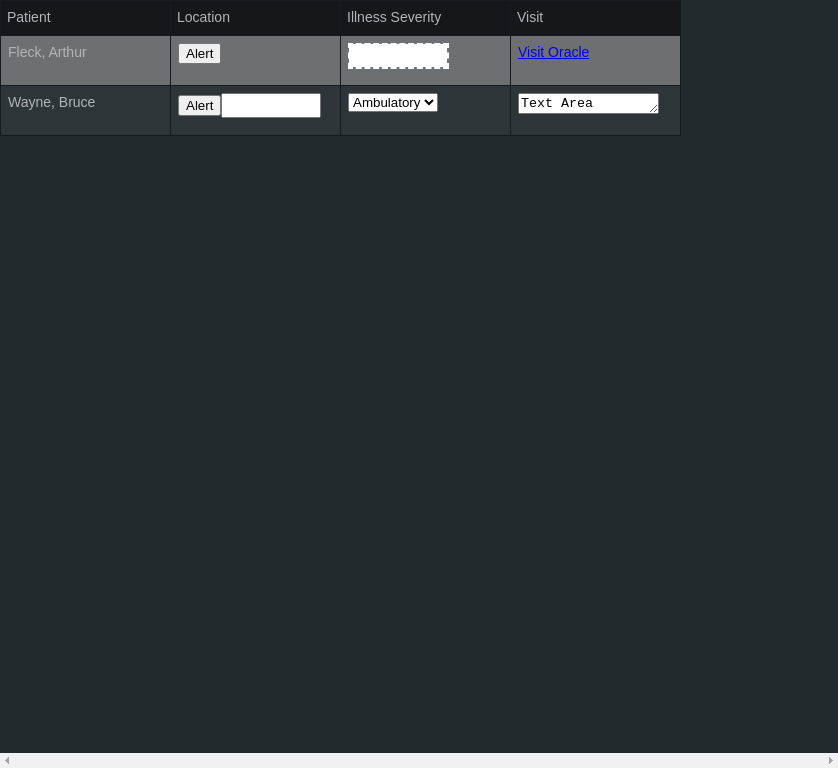 Patient Location Illness Severity Visit
Fleck, Arthur Alert Visit Oracle
Wayne, Bruce Alert Ambulatory Text Area